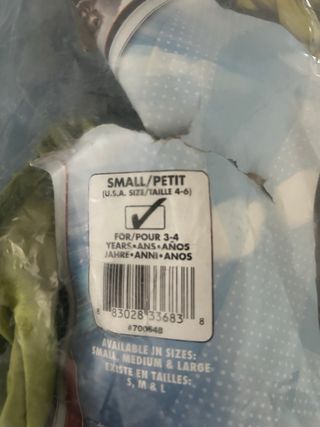 SMALL/PETIT
(U.S.A. SIZE/TAILLE 4-6)
FOR/POUR 3-4
YEARS•ANS•AÑOS
JAHRE•ANNI•ANOS
8 83028 33683 8
#700648
AVAILABLE IN SIZES:
SMALL, MEDIUM & LARGE
EXISTE EN TAILLES:
S, M & L